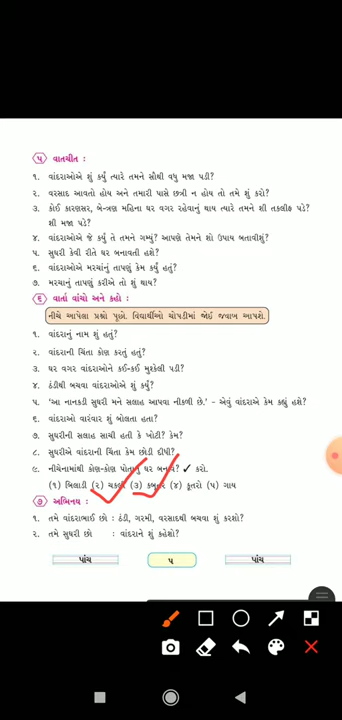 ૫ વાતચીત :
૧. વાંદરાઓએ શું કર્યું ત્યારે તમને સૌથી વધુ મજા પડી?
૨. વરસાદ આવતો હોય અને તમારી પાસે છત્રી ન હોય તો તમે શું કરો?
૩. કોઈ કારણસર, બે-ત્રણ મહિના ઘર વગર રહેવાનું થાય ત્યારે તમને શી તકલીફ પડે?
શી મજા પડે?
૪. વાંદરાઓએ જે કર્યું તે તમને ગમ્યું? આપણે તેમને શો ઉપાય બતાવીશું?
૫. સુઘરી કેવી રીતે ઘર બનાવતી હશે?
૬. વાંદરાઓએ મરચાંનું તાપણું કેમ કર્યું હતું?
૭. મરચાનું તાપણું કરીએ તો શું થાય?
૬ વાર્તા વાંચો અને કહો :
નીચે આપેલા પ્રશ્નો પૂછો. વિદ્યાર્થીઓ ચોપડીમાં જોઈ જવાબ આપશે.
૧. વાંદરાનું નામ શું હતું?
૨. વાંદરાની ચિંતા કોણ કરતું હતું?
૩. ઘર વગર વાંદરાઓને કઈ-કઈ મુશ્કેલી પડી?
૪. ઠંડીથી બચવા વાંદરાઓએ શું કર્યું?
૫. 'આ નાનકડી સુઘરી મને સલાહ આપવા નીકળી છે.' - એવું વાંદરાએ કેમ કહ્યું હશે?
૬. વાંદરાઓ વારંવાર શું બોલતા હતા?
૭. સુઘરીની સલાહ સાચી હતી કે ખોટી? કેમ?
૮. સુઘરીએ વાંદરાની ચિંતા કેમ છોડી દીધી?
૯. નીચેનામાંથી કોણ-કોણ પોતાનું ઘર બનાવે? ✓ કરો.
(૧) બિલાડી (૨) ચકલી (૩) કબૂતર (૪) કૂતરો (૫) ગાય
૭ અભિનય :
૧. તમે વાંદરાભાઈ છો : ઠંડી, ગરમી, વરસાદથી બચવા શું કરશો?
૨. તમે સુઘરી છો : વાંદરાને શું કહેશો?
પાંચ ૫ પાંચ